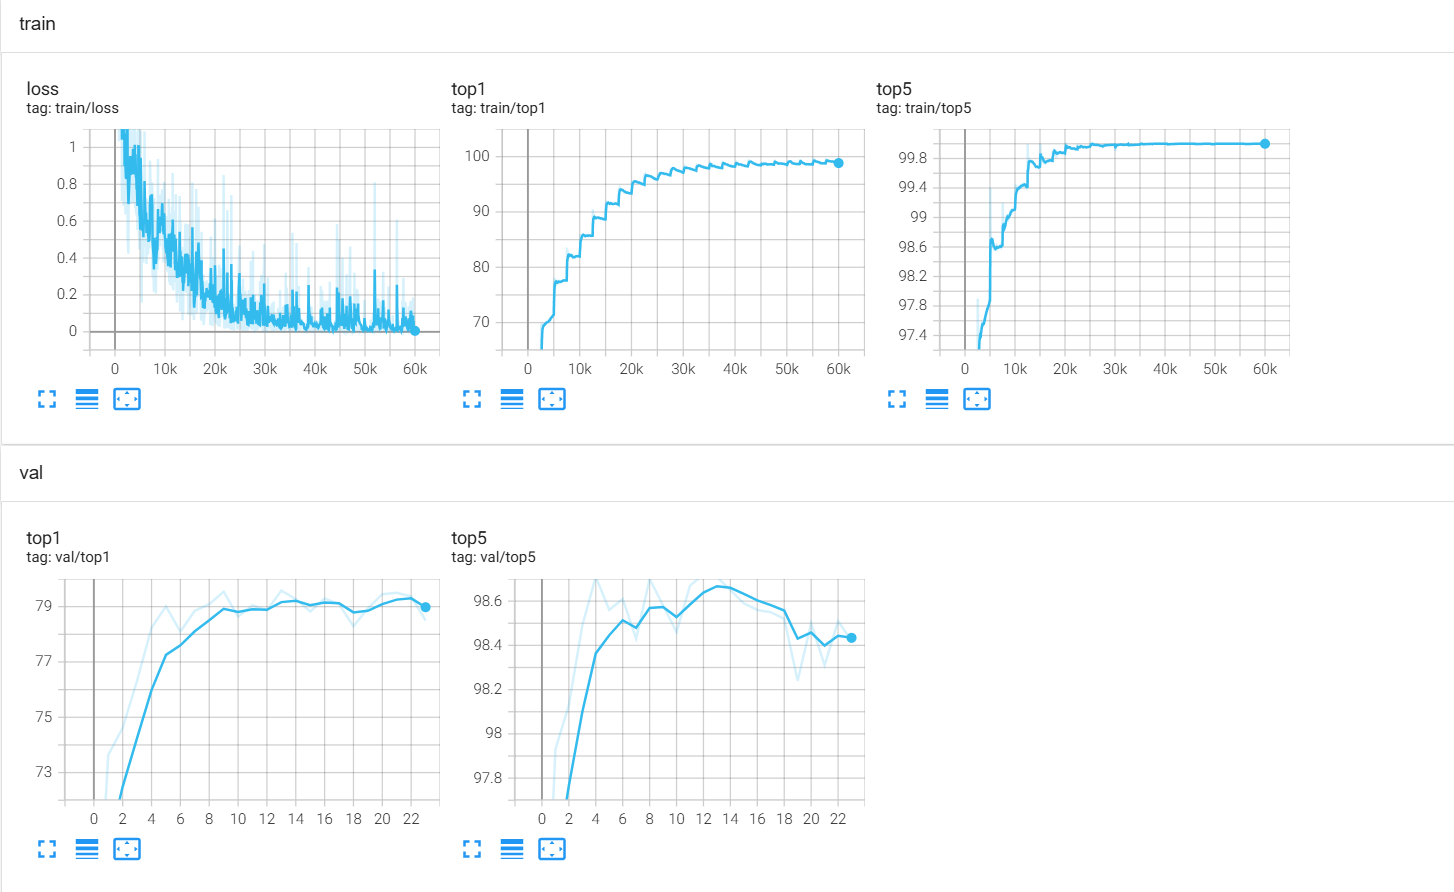 train
loss
tag: train/loss
1
0.8
0.6
0.4
0.2
0
0 10k 20k 30k 40k 50k 60k
top1
tag: train/top1
100
90
80
70
0 10k 20k 30k 40k 50k 60k
top5
tag: train/top5
99.8
99.4
99
98.6
98.2
97.8
97.4
0 10k 20k 30k 40k 50k 60k
val
top1
tag: val/top1
79
77
75
73
0 2 4 6 8 10 12 14 16 18 20 22
top5
tag: val/top5
98.6
98.4
98.2
98
97.8
0 2 4 6 8 10 12 14 16 18 20 22